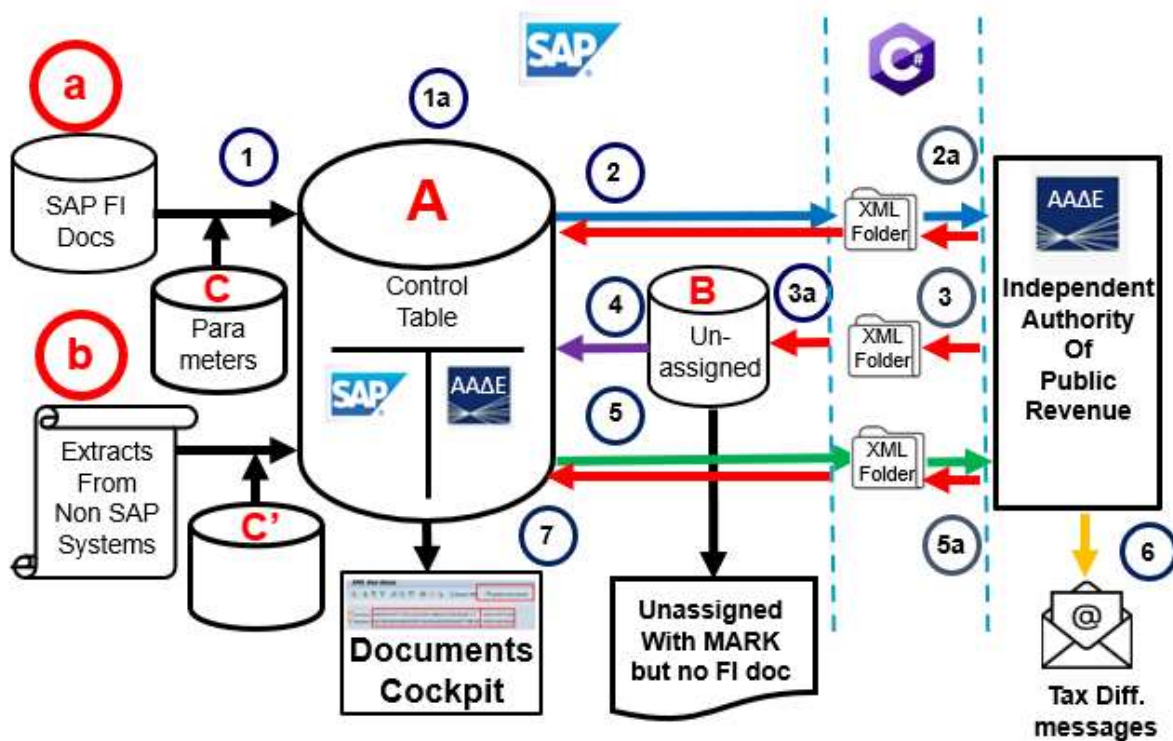 SAP
C#
a
1a
1
2
2a
SAP FI
Docs
A
XML
Folder
ΑΑΔΕ
C
Para
meters
Control
Table
4
B
Un-
assigned
3a
3
XML
Folder
Independent
Authority
Of
Public
Revenue
b
SAP
ΑΑΔΕ
5
Extracts
From
Non SAP
Systems
XML
Folder
C'
7
5a
6
Documents
Cockpit
Unassigned
With MARK
but no FI doc
@
Tax Diff.
messages